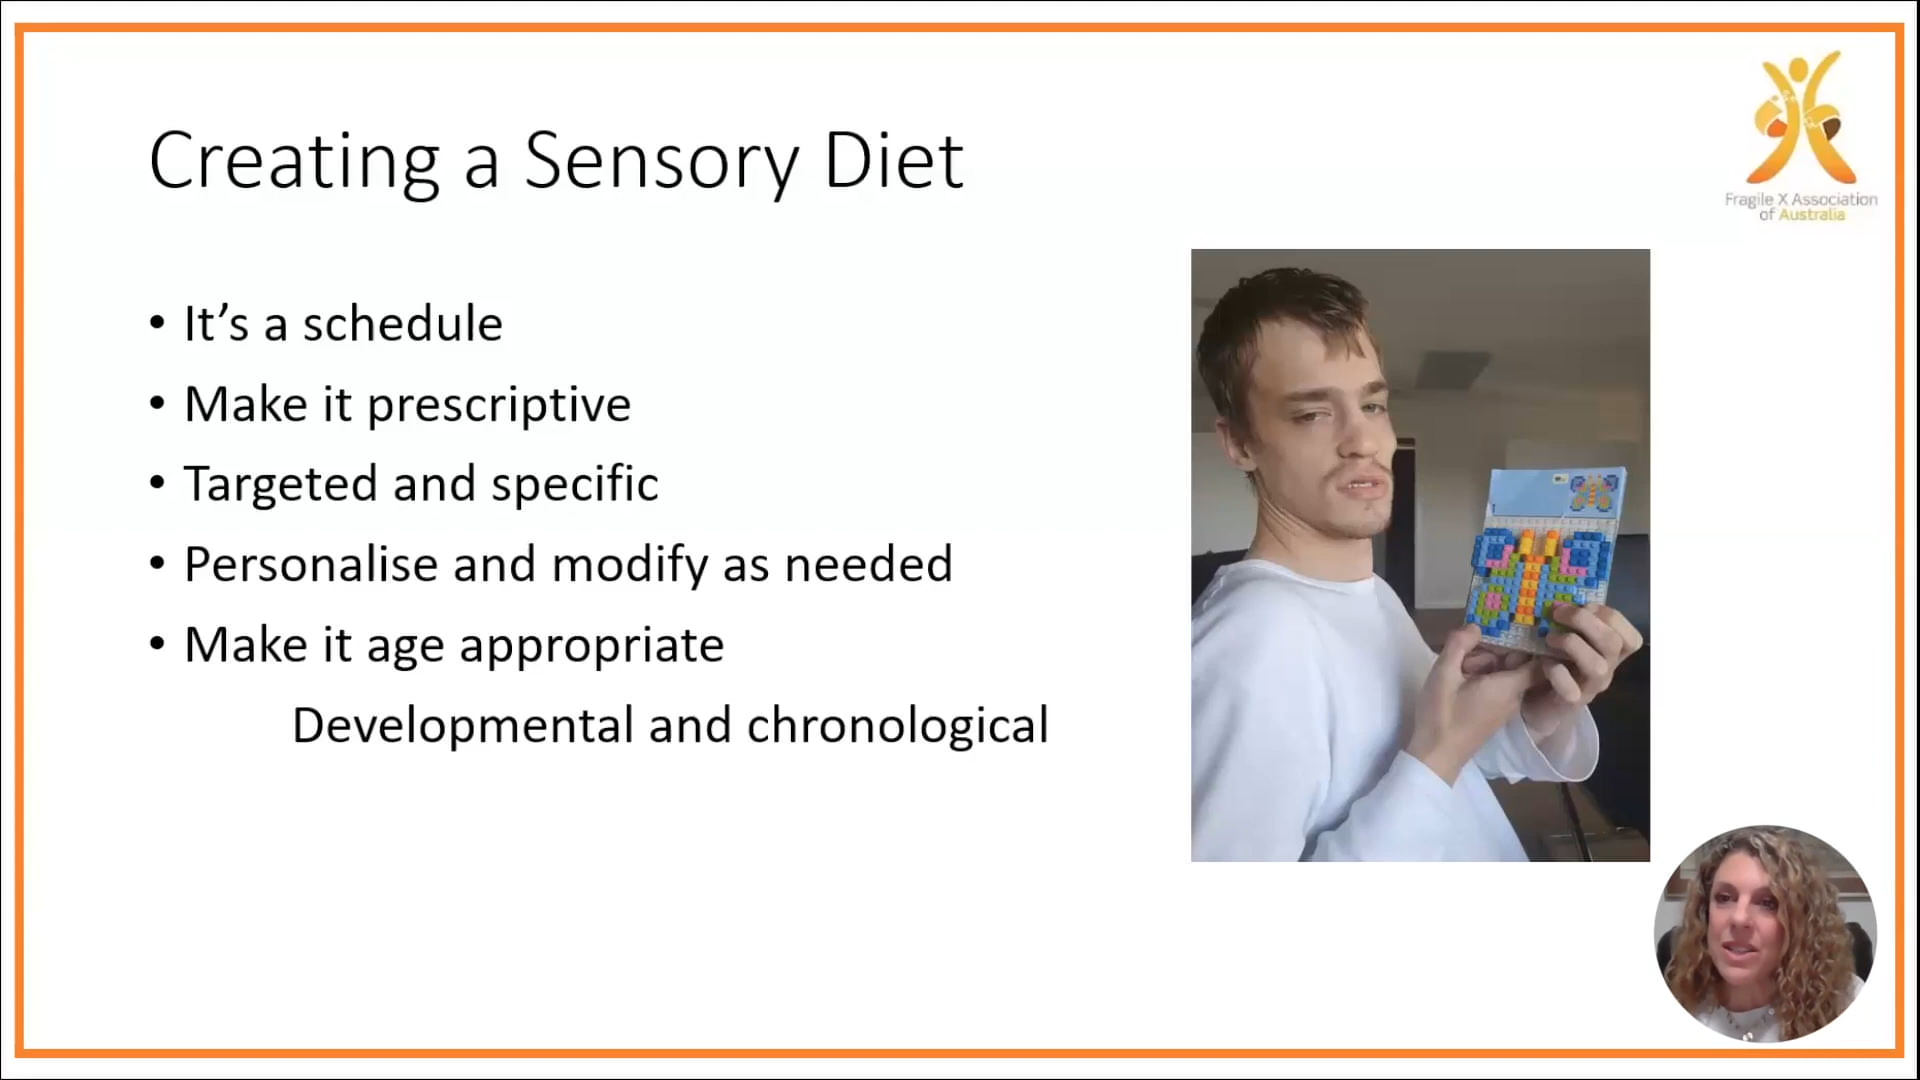 Creating a Sensory Diet
Fragile X Association
of Australia
• It’s a schedule
• Make it prescriptive
• Targeted and specific
• Personalise and modify as needed
• Make it age appropriate
Developmental and chronological